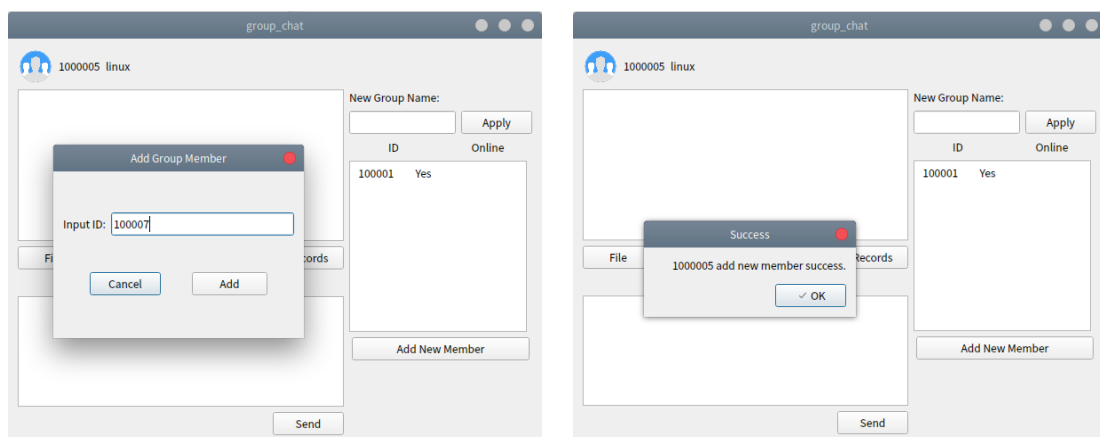 group_chat
1000005 linux
New Group Name:
Apply
ID Online
100001 Yes
Add Group Member
Input ID: 100007
Cancel Add
Add New Member
Send
group_chat
1000005 linux
New Group Name:
Apply
ID Online
100001 Yes
Success
1000005 add new member success.
OK
File Records
Add New Member
Send